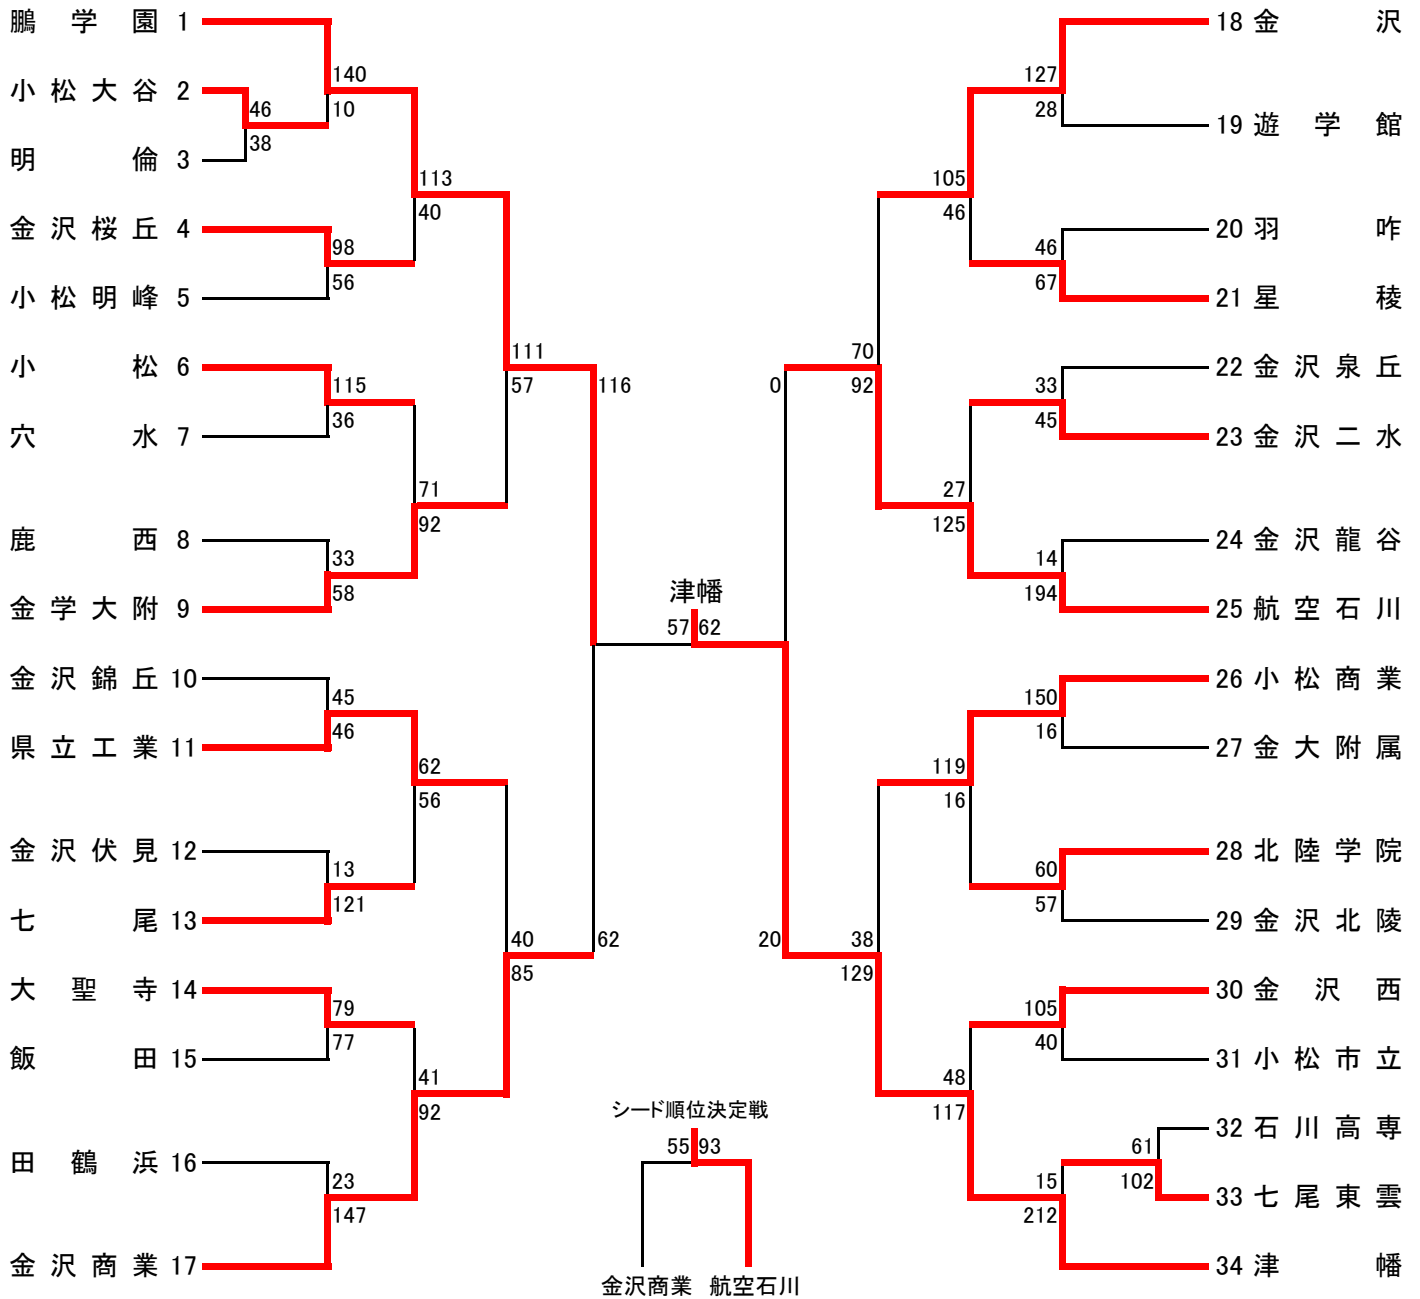 鵬学園 1
140
小松大谷 2
46
10
38
明倫 3
113
40
金沢桜丘 4
98
56
小松明峰 5
111
57
116
小松 6
115
36
穴水 7
71
92
鹿西 8
33
58
金学大附 9
金沢錦丘 10
45
46
県立工業 11
62
56
金沢伏見 12
13
121
七尾 13
40
85
62
大聖寺 14
79
77
飯田 15
41
92
田鶴浜 16
23
147
金沢商業 17
津幡
57 62
シード順位決定戦
55 93
金沢商業 航空石川
18 金沢
127
28
19 遊学館
105
46
20 羽咋
46
67
21 星稜
70
0
92
22 金沢泉丘
33
45
23 金沢二水
27
125
24 金沢龍谷
14
194
25 航空石川
26 小松商業
150
16
27 金大附属
119
16
28 北陸学院
60
57
29 金沢北陵
20
38
129
30 金沢西
105
40
31 小松市立
48
117
32 石川高専
61
102
33 七尾東雲
15
212
34 津幡